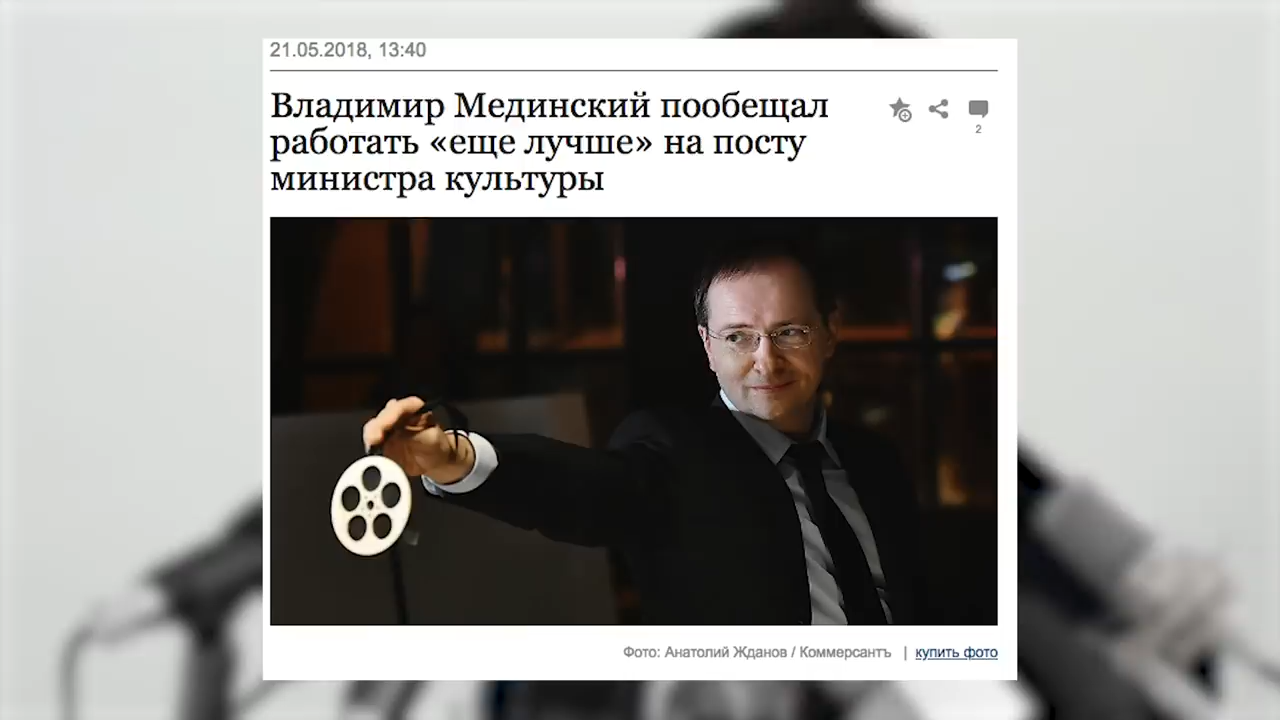 21.05.2018, 13:40
Владимир Мединский пообещал
работать «еще лучше» на посту
министра культуры
2
Фото: Анатолий Жданов / Коммерсантъ | купить фото